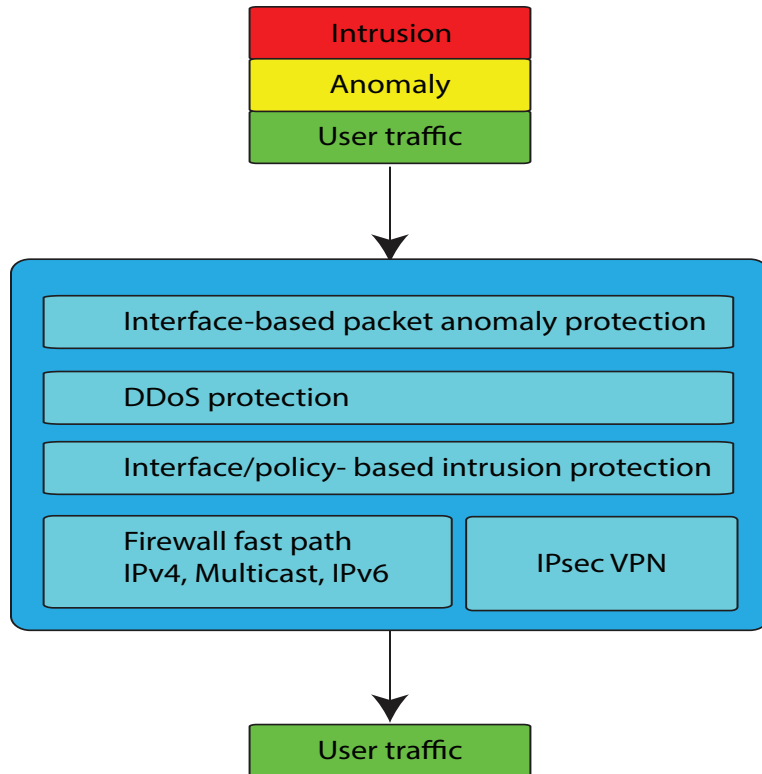 Intrusion
Anomaly
User traffic
Interface-based packet anomaly protection
DDoS protection
Interface/policy- based intrusion protection
Firewall fast path
IPv4, Multicast, IPv6
IPsec VPN
User traffic